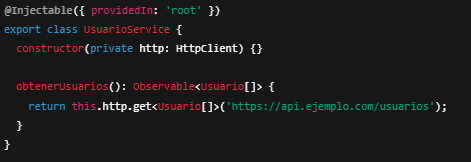 @Injectable({ providedIn: 'root' })
export class UsuarioService {
  constructor(private http: HttpClient) {}

  obtenerUsuarios(): Observable<Usuario[]> {
    return this.http.get<Usuario[]>('https://api.ejemplo.com/usuarios');
  }
}